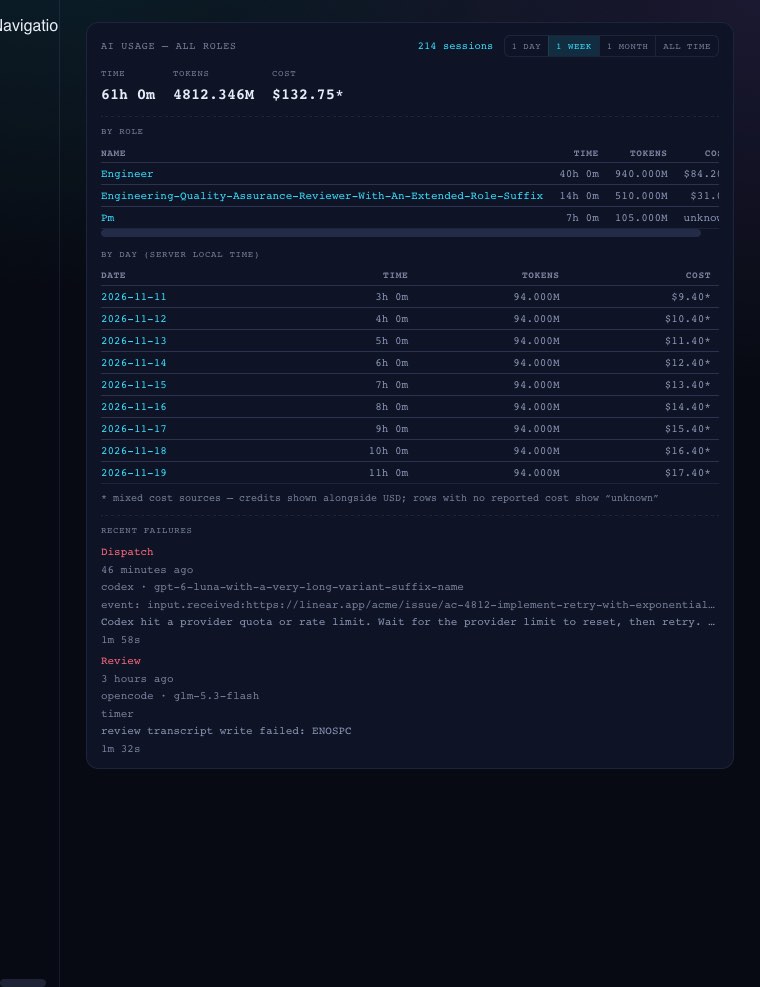 Navigatio
AI USAGE — ALL ROLES 214 sessions 1 DAY 1 WEEK 1 MONTH ALL TIME
TIME TOKENS COST
61h 0m 4812.346M $132.75*
BY ROLE
NAME TIME TOKENS CO
Engineer 40h 0m 940.000M $84.20
Engineering-Quality-Assurance-Reviewer-With-An-Extended-Role-Suffix 14h 0m 510.000M $31.0
Pm 7h 0m 105.000M unknow
BY DAY (SERVER LOCAL TIME)
DATE TIME TOKENS COST
2026-11-11 3h 0m 94.000M $9.40*
2026-11-12 4h 0m 94.000M $10.40*
2026-11-13 5h 0m 94.000M $11.40*
2026-11-14 6h 0m 94.000M $12.40*
2026-11-15 7h 0m 94.000M $13.40*
2026-11-16 8h 0m 94.000M $14.40*
2026-11-17 9h 0m 94.000M $15.40*
2026-11-18 10h 0m 94.000M $16.40*
2026-11-19 11h 0m 94.000M $17.40*
* mixed cost sources — credits shown alongside USD; rows with no reported cost show “unknown”
RECENT FAILURES
Dispatch
46 minutes ago
codex · gpt-6-luna-with-a-very-long-variant-suffix-name
event: input.received:https://linear.app/acme/issue/ac-4812-implement-retry-with-exponential…
Codex hit a provider quota or rate limit. Wait for the provider limit to reset, then retry. …
1m 58s
Review
3 hours ago
opencode · glm-5.3-flash
timer
review transcript write failed: ENOSPC
1m 32s